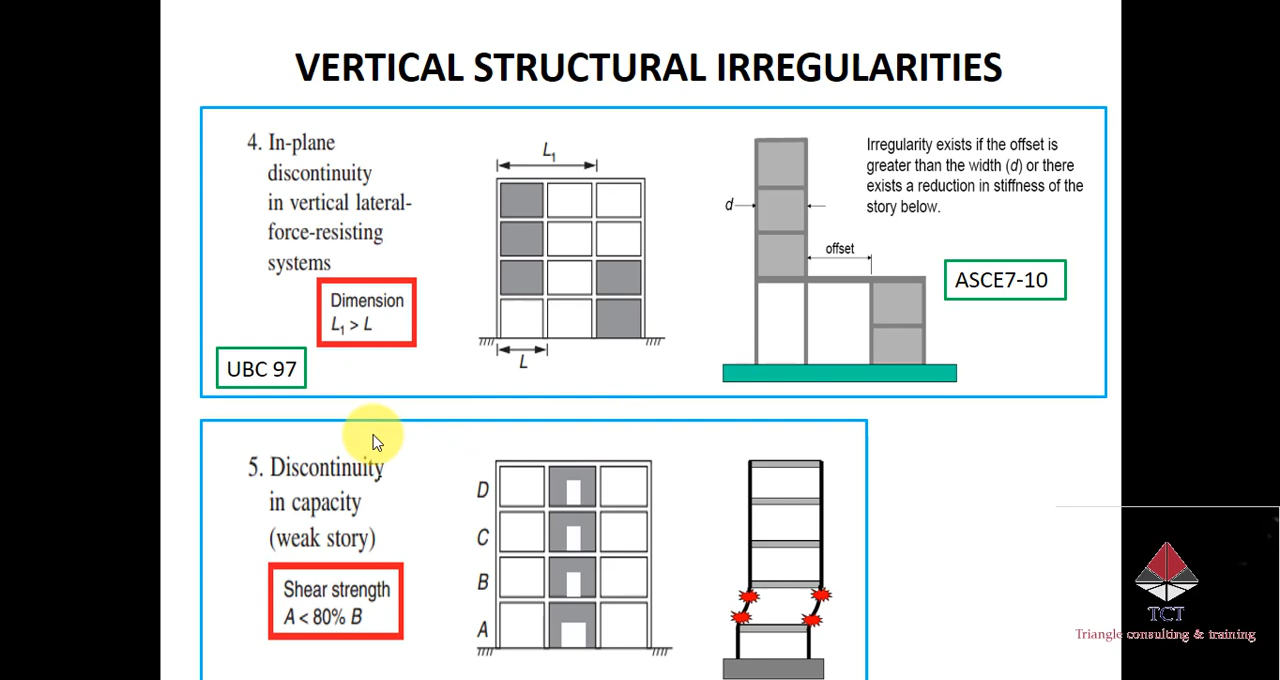 VERTICAL STRUCTURAL IRREGULARITIES
4. In-plane
discontinuity
in vertical lateral-
force-resisting
systems
Dimension
L₁ > L
UBC 97
L₁
L
d
offset
Irregularity exists if the offset is
greater than the width (d) or there
exists a reduction in stiffness of the
story below.
ASCE7-10
5. Discontinuity
in capacity
(weak story)
Shear strength
A < 80% B
D
C
B
A
TCT
Triangle consulting & training